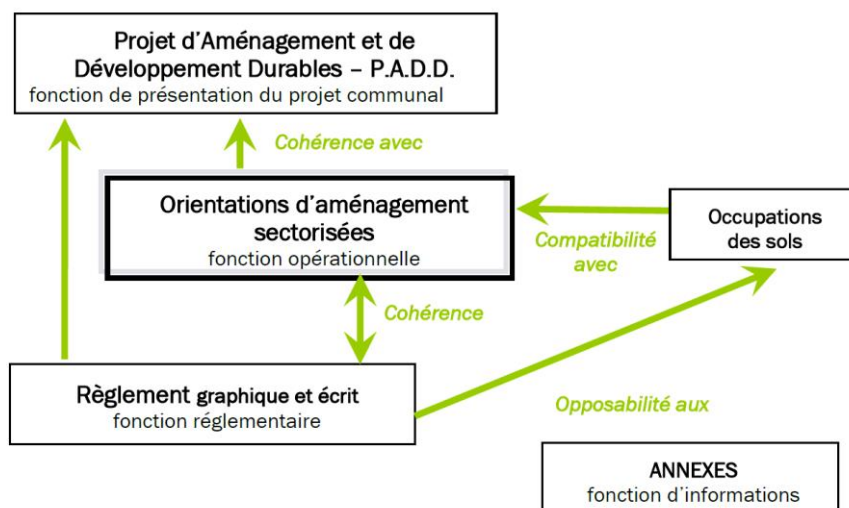 Projet d'Aménagement et de
Développement Durables – P.A.D.D.
fonction de présentation du projet communal
Cohérence avec
Orientations d'aménagement
sectorisées
fonction opérationnelle
Occupations
des sols
Compatibilité
avec
Cohérence
Règlement graphique et écrit
fonction réglementaire
Opposabilité aux
ANNEXES
fonction d'informations